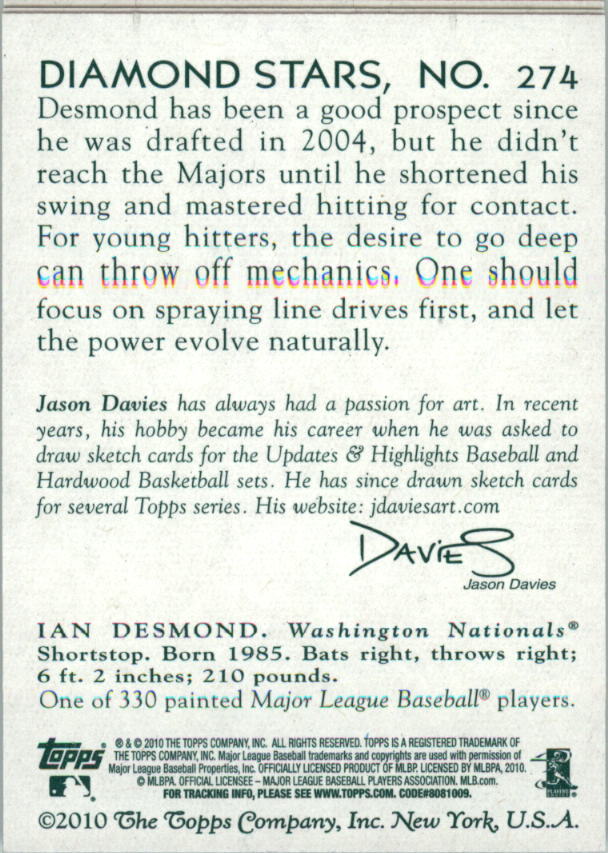 DIAMOND STARS, NO. 274
Desmond has been a good prospect since
he was drafted in 2004, but he didn't
reach the Majors until he shortened his
swing and mastered hitting for contact.
For young hitters, the desire to go deep
can throw off mechanics. One should
focus on spraying line drives first, and let
the power evolve naturally.
Jason Davies has always had a passion for art. In recent
years, his hobby became his career when he was asked to
draw sketch cards for the Updates & Highlights Baseball and
Hardwood Basketball sets. He has since drawn sketch cards
for several Topps series. His website: jdaviesart.com
DAVIES
Jason Davies
IAN DESMOND. Washington Nationals®
Shortstop. Born 1985. Bats right, throws right;
6 ft. 2 inches; 210 pounds.
One of 330 painted Major League Baseball® players.
topps
® & © 2010 THE TOPPS COMPANY, INC. ALL RIGHTS RESERVED. TOPPS IS A REGISTERED TRADEMARK OF
THE TOPPS COMPANY, INC. Major League Baseball trademarks and copyrights are used with permission of
Major League Baseball Properties, Inc. OFFICIALLY LICENSED PRODUCT OF MLBP. LICENSED BY MLBPA, 2010.
© MLBPA. OFFICIAL LICENSEE – MAJOR LEAGUE BASEBALL PLAYERS ASSOCIATION. MLB.com.
FOR TRACKING INFO, PLEASE SEE WWW.TOPPS.COM. CODE#8081009.
©2010 The Topps Company, Inc. New York, U.S.A.